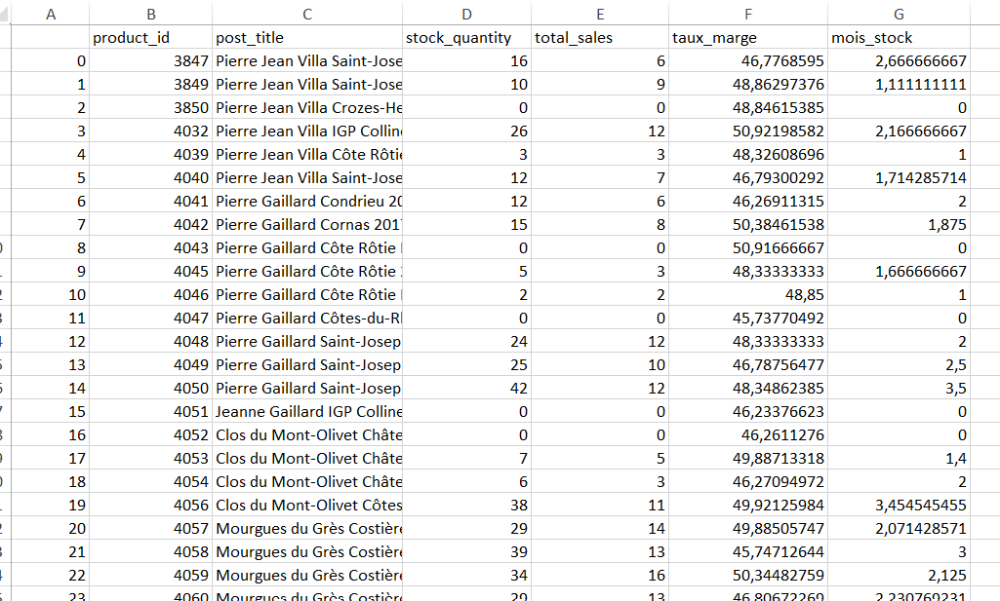 A B C D E F G
product_id post_title stock_quantity total_sales taux_marge mois_stock
0 3847 Pierre Jean Villa Saint-Jose 16 6 46,7768595 2,666666667
1 3849 Pierre Jean Villa Saint-Jose 10 9 48,86297376 1,111111111
2 3850 Pierre Jean Villa Crozes-He 0 0 48,84615385 0
3 4032 Pierre Jean Villa IGP Colline 26 12 50,92198582 2,166666667
4 4039 Pierre Jean Villa Côte Rôtie 3 3 48,32608696 1
5 4040 Pierre Jean Villa Saint-Jose 12 7 46,79300292 1,714285714
6 4041 Pierre Gaillard Condrieu 20 12 6 46,26911315 2
7 4042 Pierre Gaillard Cornas 2017 15 8 50,38461538 1,875
8 4043 Pierre Gaillard Côte Rôtie 0 0 50,91666667 0
9 4045 Pierre Gaillard Côte Rôtie 5 3 48,33333333 1,666666667
10 4046 Pierre Gaillard Côte Rôtie 2 2 48,85 1
11 4047 Pierre Gaillard Côtes-du-R 0 0 45,73770492 0
12 4048 Pierre Gaillard Saint-Josep 24 12 48,33333333 2
13 4049 Pierre Gaillard Saint-Josep 25 10 46,78756477 2,5
14 4050 Pierre Gaillard Saint-Josep 42 12 48,34862385 3,5
15 4051 Jeanne Gaillard IGP Colline 0 0 46,23376623 0
16 4052 Clos du Mont-Olivet Châte 0 0 46,2611276 0
17 4053 Clos du Mont-Olivet Châte 7 5 49,88713318 1,4
18 4054 Clos du Mont-Olivet Châte 6 3 46,27094972 2
19 4056 Clos du Mont-Olivet Côtes 38 11 49,92125984 3,454545455
20 4057 Mourgues du Grès Costière 29 14 49,88505747 2,071428571
21 4058 Mourgues du Grès Costière 39 13 45,74712644 3
22 4059 Mourgues du Grès Costière 34 16 50,34482759 2,125
23 4060 Mourgues du Grès Costière 29 13 46,80672269 2,230769231